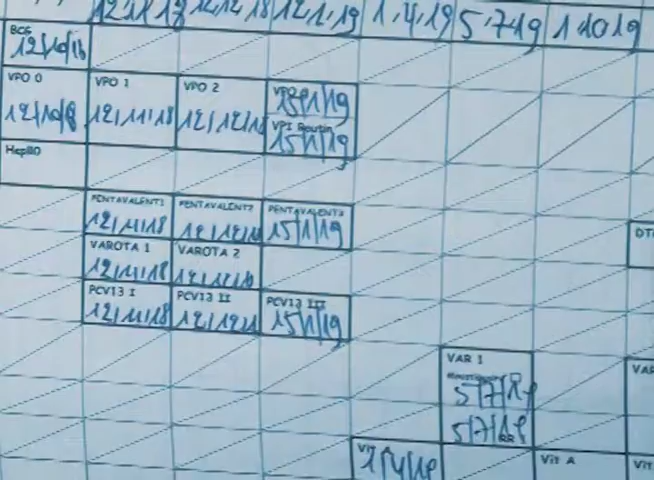 12.11.18 12.12.18 12.1.19 1.4.19 5.7.19 1.10.19
BCG
12/10/18
VPO 0 VPO 1 VPO 2
12/10/8 12/11/18 12/12/18 15/1/19
VPI Routin
15/1/19
HepB0
PENTAVALENT1 PENTAVALENT2 PENTAVALENT3
12/11/18 12/12/18 15/1/19
VAROTA 1 VAROTA 2
12/11/18 12/12/18
PCV13 I PCV13 II PCV13 III
12/11/18 12/12/1 15/1/19
VAR 1
5/7/19
5/7/19
Vit A